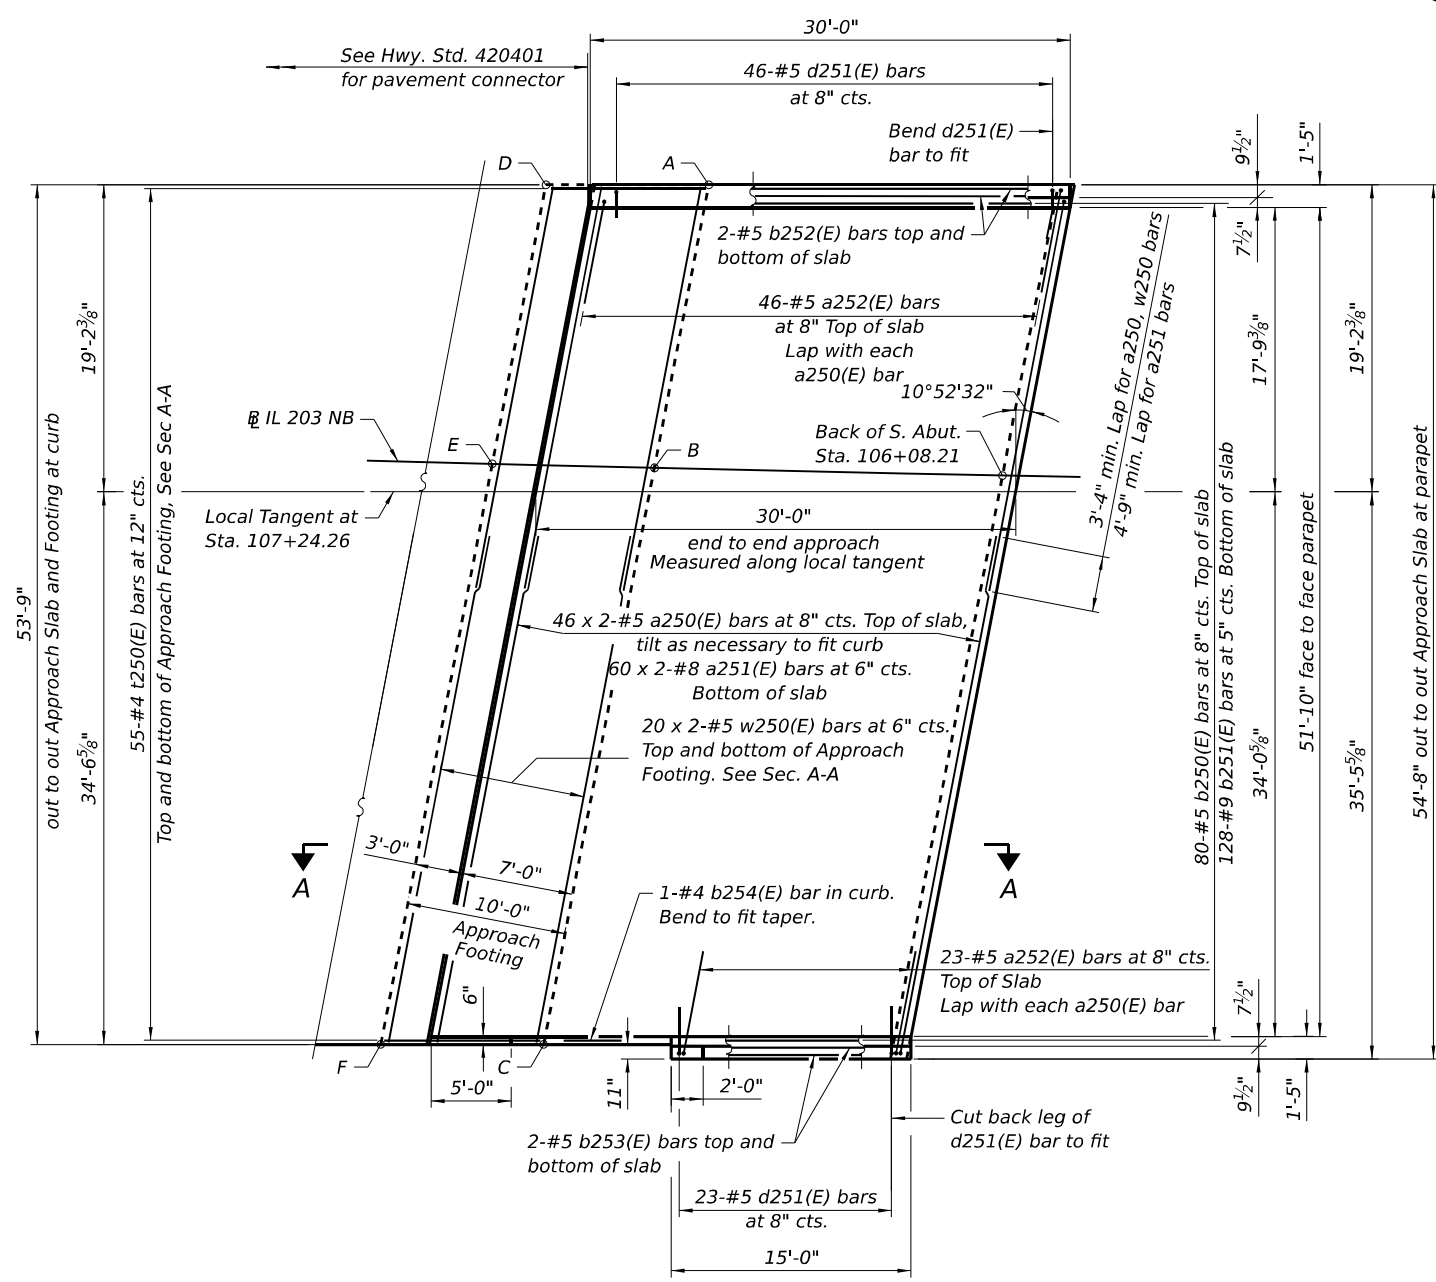 30'-0"
See Hwy. Std. 420401
for pavement connector
46-#5 d251(E) bars
at 8" cts.
Bend d251(E)
bar to fit
9½"
1'-5"
D
A
2-#5 b252(E) bars top and
bottom of slab
7½"
46-#5 a252(E) bars
at 8" Top of slab
Lap with each
a250(E) bar
10°52'32"
3'-4" min. Lap for a250, w250 bars
4'-9" min. Lap for a251 bars
19'-2⅜"
17'-9⅜"
19'-2⅜"
BL IL 203 NB
E
B
Back of S. Abut.
Sta. 106+08.21
Local Tangent at
Sta. 107+24.26
30'-0"
end to end approach
Measured along local tangent
53'-9"
out to out Approach Slab and Footing at curb
34'-6⅝"
55-#4 t250(E) bars at 12" cts.
Top and bottom of Approach Footing, See Sec A-A
46 x 2-#5 a250(E) bars at 8" cts. Top of slab,
tilt as necessary to fit curb
60 x 2-#8 a251(E) bars at 6" cts.
Bottom of slab
20 x 2-#5 w250(E) bars at 6" cts.
Top and bottom of Approach
Footing. See Sec. A-A
80-#5 b250(E) bars at 8" cts. Top of slab
128-#9 b251(E) bars at 5" cts. Bottom of slab
34'-0⅝"
51'-10" face to face parapet
35'-5⅝"
54'-8" out to out Approach Slab at parapet
A
A
3'-0"
7'-0"
10'-0"
Approach
Footing
1-#4 b254(E) bar in curb.
Bend to fit taper.
23-#5 a252(E) bars at 8" cts.
Top of Slab
Lap with each a250(E) bar
6"
7½"
F
C
5'-0"
11"
2'-0"
9½"
1'-5"
2-#5 b253(E) bars top and
bottom of slab
Cut back leg of
d251(E) bar to fit
23-#5 d251(E) bars
at 8" cts.
15'-0"